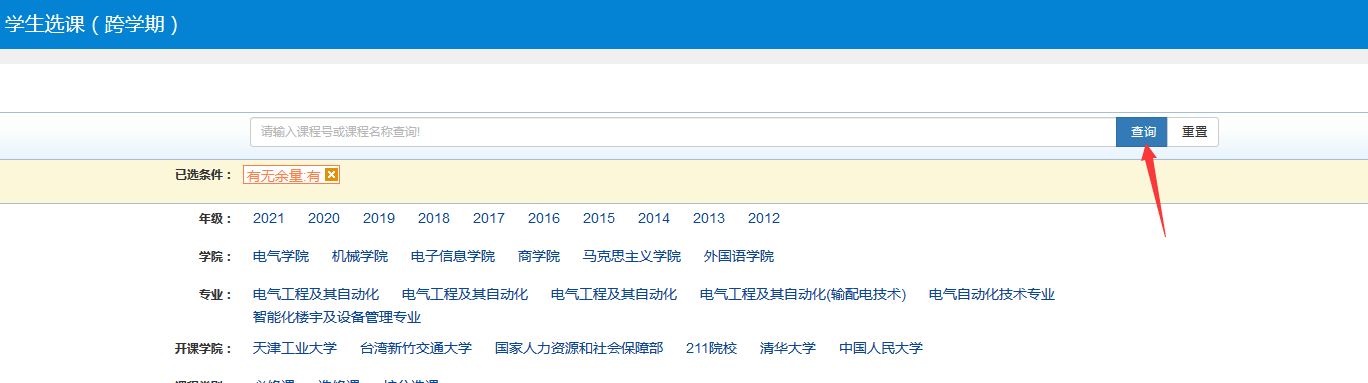 学生选课（跨学期）
请输入课程号或课程名称查询! 查询 重置
已选条件： 有无余量:有
年级： 2021 2020 2019 2018 2017 2016 2015 2014 2013 2012
学院： 电气学院 机械学院 电子信息学院 商学院 马克思主义学院 外国语学院
专业： 电气工程及其自动化 电气工程及其自动化 电气工程及其自动化 电气工程及其自动化(输配电技术) 电气自动化技术专业
智能化楼宇及设备管理专业
开课学院： 天津工业大学 台湾新竹交通大学 国家人力资源和社会保障部 211院校 清华大学 中国人民大学